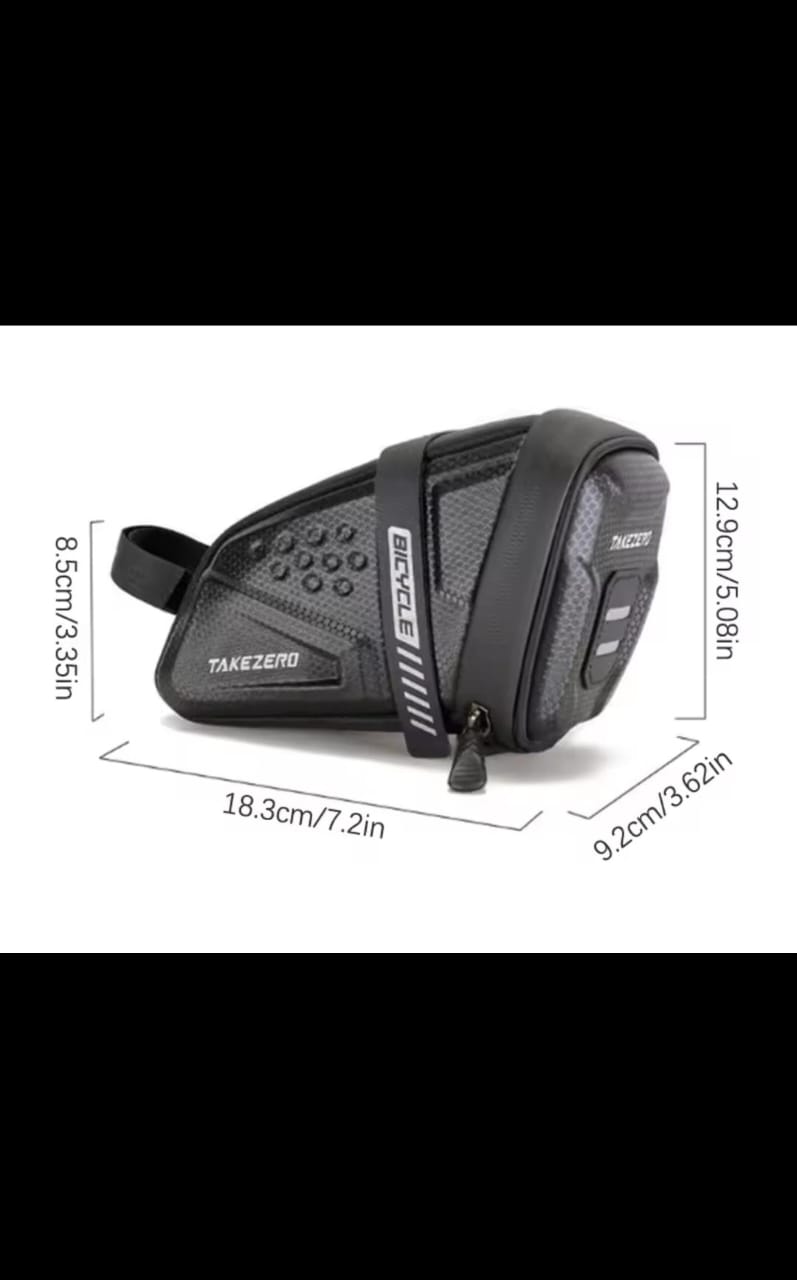 12.9cm/5.08in
8.5cm/3.35in
TAKEZERO
BICYCLE
TAKEZERO
18.3cm/7.2in
9.2cm/3.62in